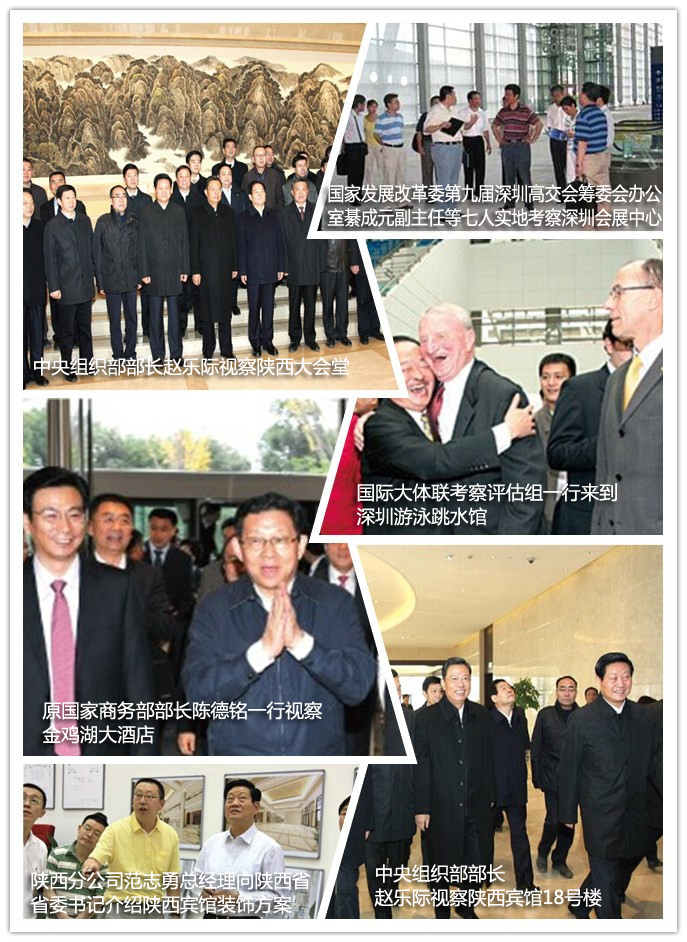 国家发展改革委第九届深圳高交会筹委会办公
室綦成元副主任等七人实地考察深圳会展中心
中央组织部部长赵乐际视察陕西大会堂
国际大体联考察评估组一行来到
深圳游泳跳水馆
原国家商务部部长陈德铭一行视察
金鸡湖大酒店
陕西分公司范志勇总经理向陕西省
省委书记介绍陕西宾馆装饰方案
中央组织部部长
赵乐际视察陕西宾馆18号楼